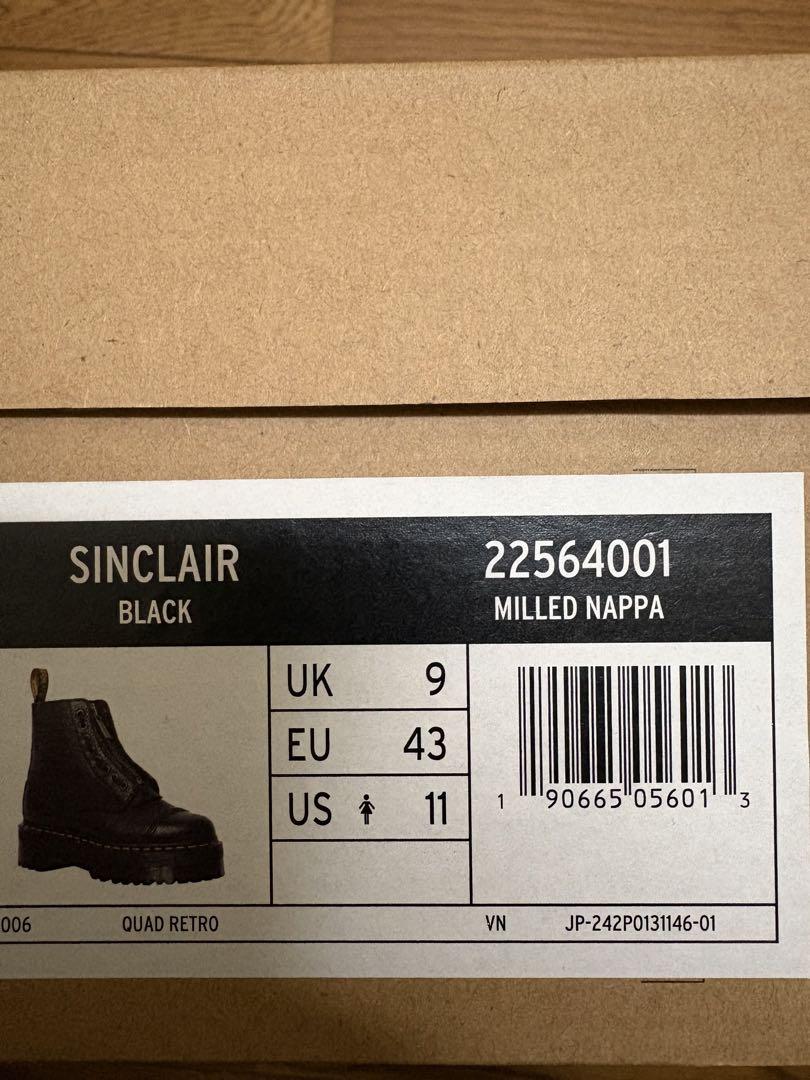 SINCLAIR
BLACK
22564001
MILLED NAPPA
UK 9
EU 43
US 11
1 90665 05601 3
006 QUAD RETRO VN JP-242P0131146-01